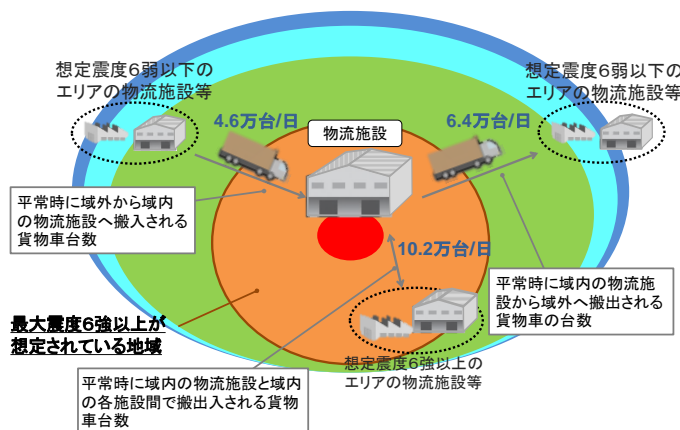 想定震度6弱以下の
エリアの物流施設等
想定震度6弱以下の
エリアの物流施設等
4.6万台/日
物流施設
6.4万台/日
平常時に域外から域内
の物流施設へ搬入される
貨物車台数
10.2万台/日
平常時に域内の物流施
設から域外へ搬出される
貨物車の台数
最大震度6強以上が
想定されている地域
想定震度6強以上の
エリアの物流施設等
平常時に域内の物流施設と域内
の各施設間で搬出入される貨物
車台数